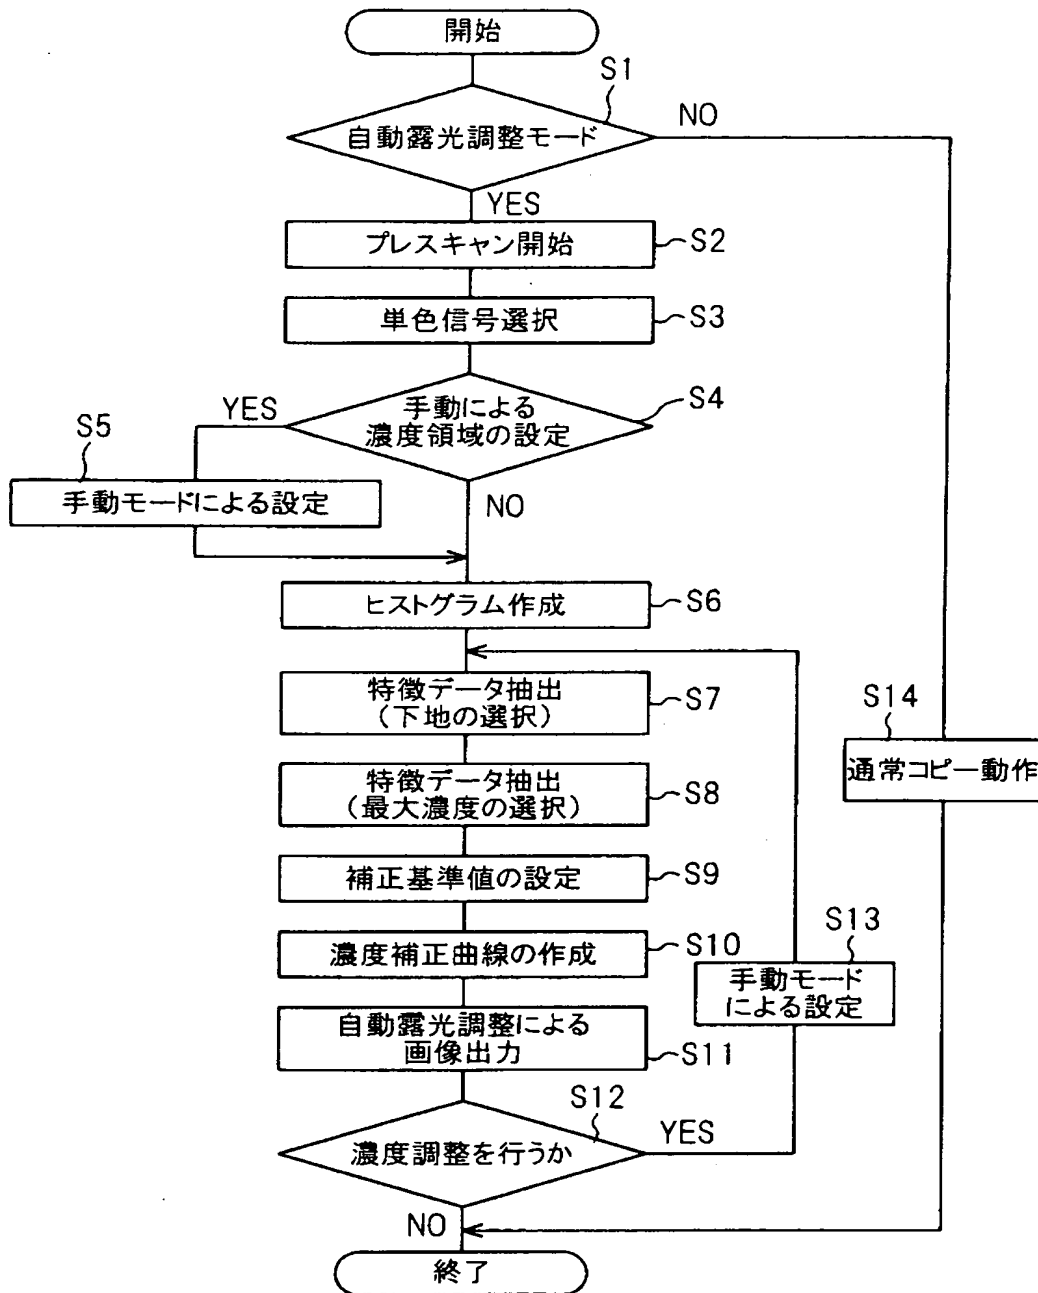 開始
S1
自動露光調整モード
NO
YES
プレスキャン開始
S2
単色信号選択
S3
手動による
濃度領域の設定
S4
YES
S5
手動モードによる設定
NO
ヒストグラム作成
S6
特徴データ抽出
(下地の選択)
S7
S14
通常コピー動作
特徴データ抽出
(最大濃度の選択)
S8
補正基準値の設定
S9
濃度補正曲線の作成
S10
S13
手動モード
による設定
自動露光調整による
画像出力
S11
S12
濃度調整を行うか
YES
NO
終了